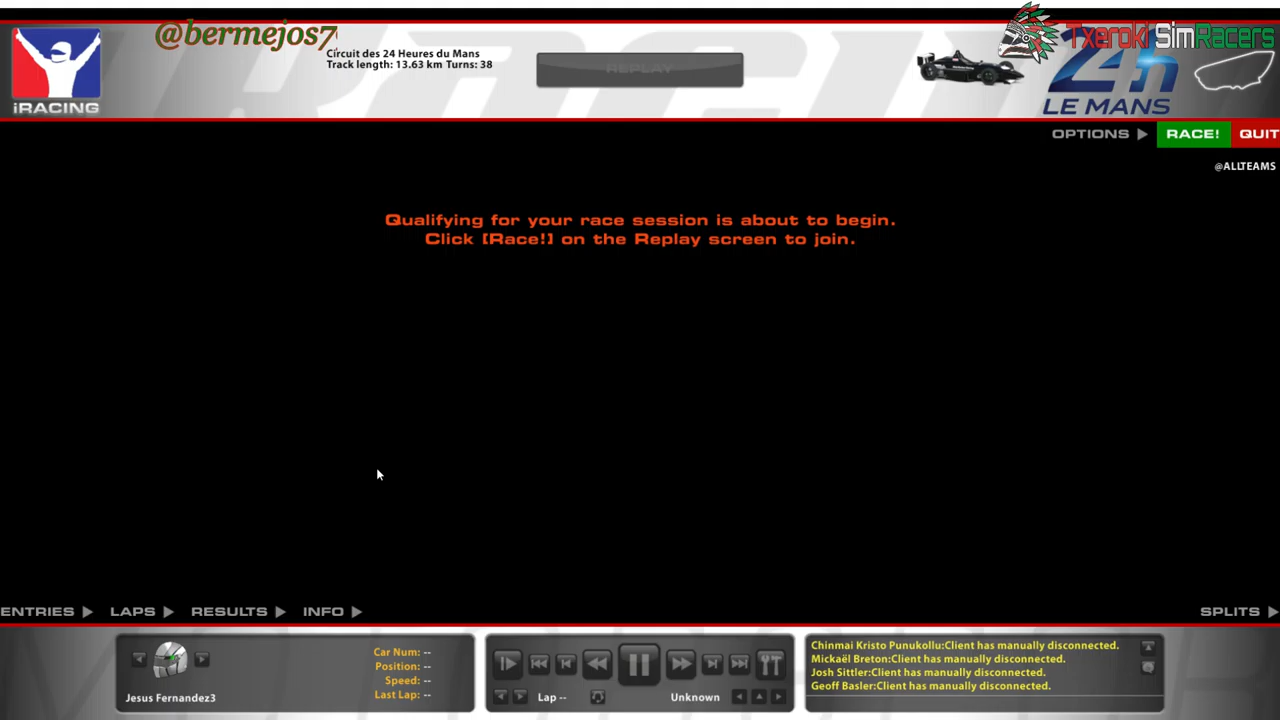 @bermejos7
Circuit des 24 Heures du Mans
Track length: 13.63 km Turns: 38
REPLAY
iRACING
Txeroki SimRacers
24h
LE MANS
OPTIONS
RACE!
QUIT
@ALLTEAMS
Qualifying for your race session is about to begin.
Click [Race!] on the Replay screen to join.
ENTRIES
LAPS
RESULTS
INFO
SPLITS
Car Num: --
Position: --
Speed: --
Last Lap: --
Jesus Fernandez3
Lap --
Unknown
Chinmai Kristo Punukollu:Client has manually disconnected.
Mickaël Breton:Client has manually disconnected.
Josh Sittler:Client has manually disconnected.
Geoff Basler:Client has manually disconnected.